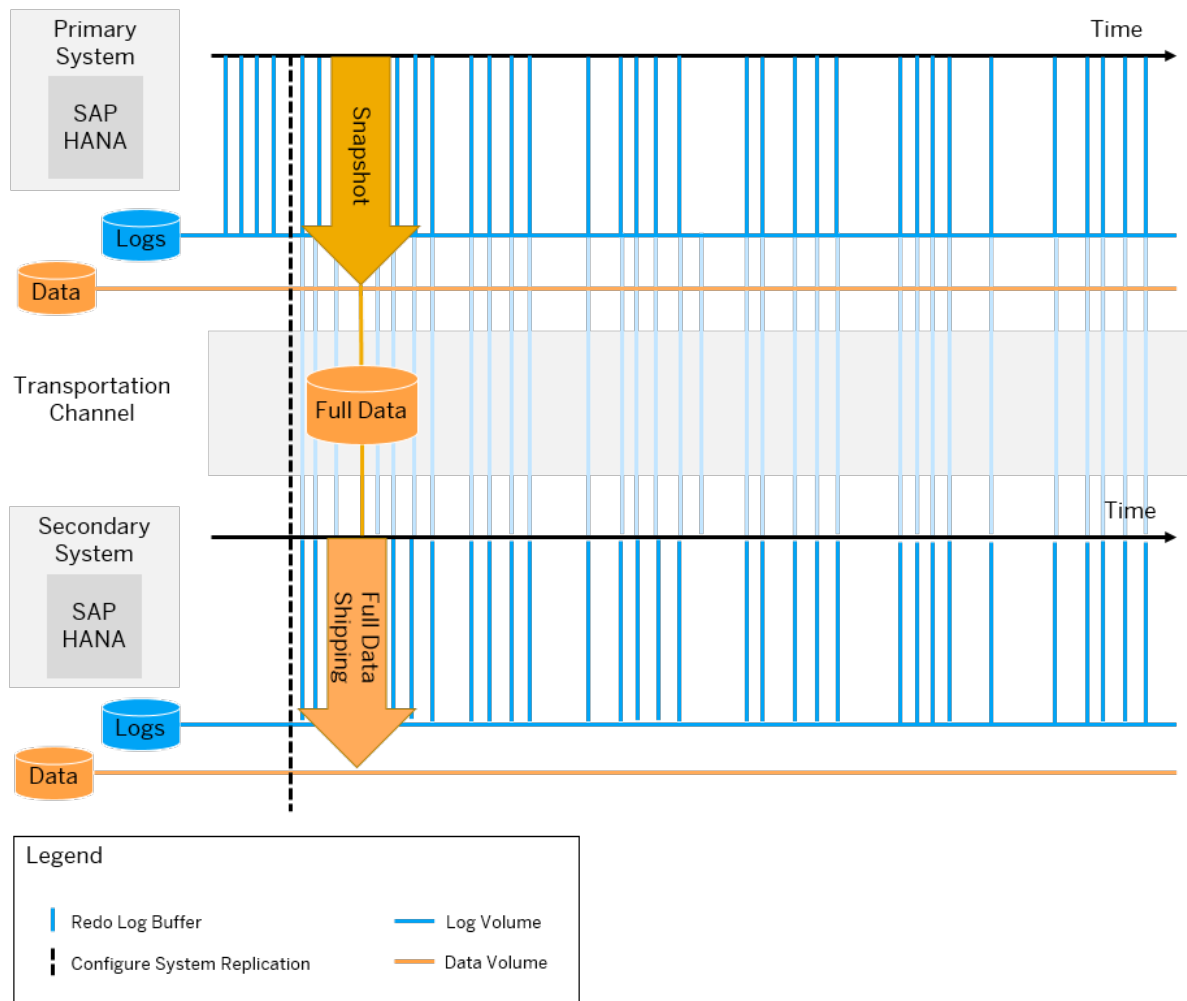 Primary
System
Time
SAP
HANA
Snapshot
Logs
Data
Transportation
Channel
Full Data
Secondary
System
Time
SAP
HANA
Full Data
Shipping
Logs
Data
Legend
Redo Log Buffer
Log Volume
Configure System Replication
Data Volume